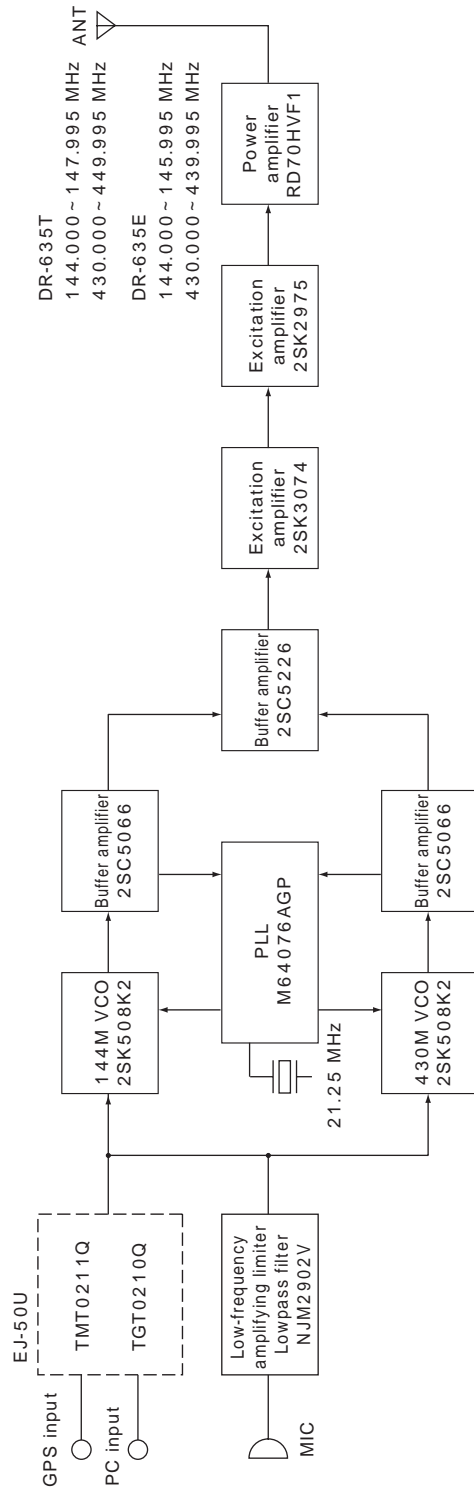 EJ-50U
GPS input
PC input
TMT0211Q
TGT0210Q
MIC
Low-frequency
amplifying limiter
Lowpass filter
NJM2902V
144M VCO
2SK508K2
Buffer amplifier
2SC5066
PLL
M64076AGP
21.25 MHz
430M VCO
2SK508K2
Buffer amplifier
2SC5066
Buffer amplifier
2SC5226
Excitation
amplifier
2SK3074
Excitation
amplifier
2SK2975
Power
amplifier
RD70HVF1
ANT
DR-635T
144.000~147.995 MHz
430.000~449.995 MHz
DR-635E
144.000~145.995 MHz
430.000~439.995 MHz